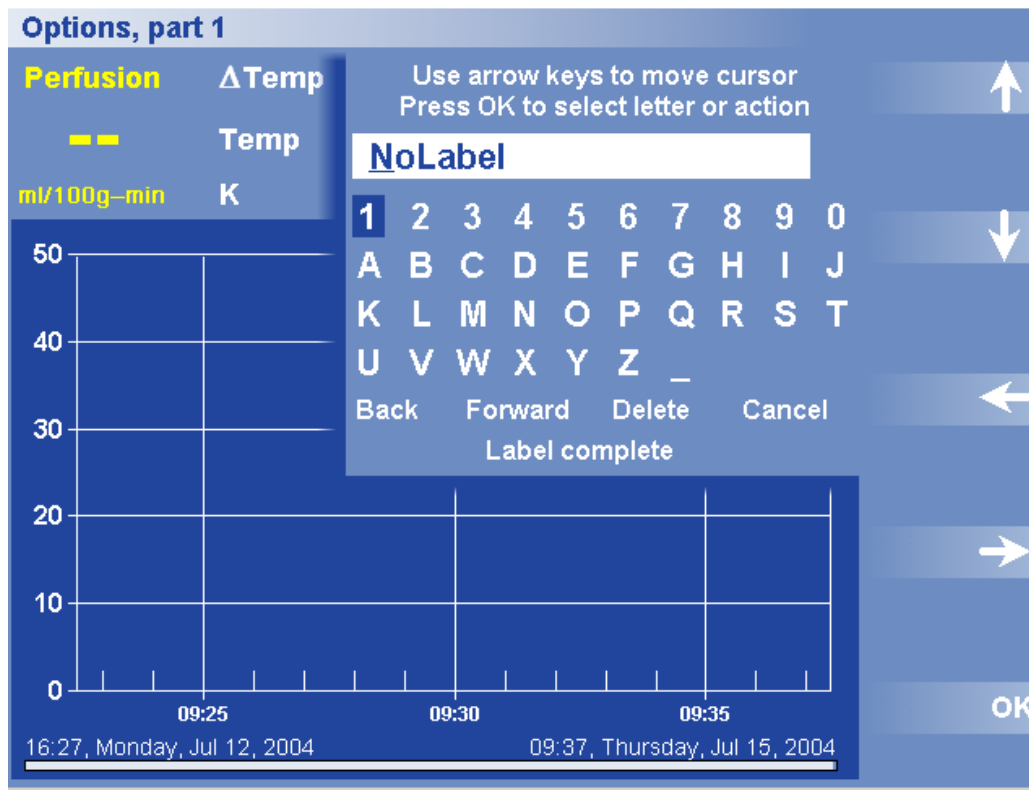 Options, part 1
Perfusion ΔTemp
-- Temp
ml/100g–min K
Use arrow keys to move cursor
Press OK to select letter or action
NoLabel
1 2 3 4 5 6 7 8 9 0
A B C D E F G H I J
K L M N O P Q R S T
U V W X Y Z _
Back Forward Delete Cancel
Label complete
50
40
30
20
10
0
09:25 09:30 09:35
16:27, Monday, Jul 12, 2004 09:37, Thursday, Jul 15, 2004
OK